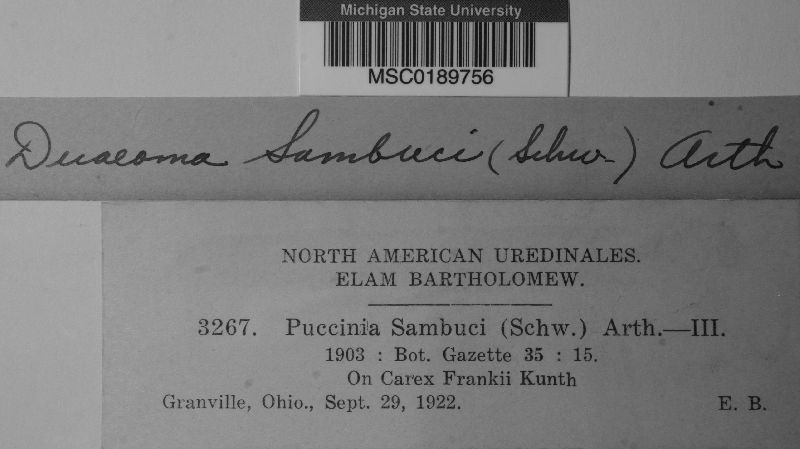 Michigan State University
MSC0189756
Dicaeoma Sambuci (Schw.) Arth
NORTH AMERICAN UREDINALES.
ELAM BARTHOLOMEW.
3267. Puccinia Sambuci (Schw.) Arth.—III.
1903 : Bot. Gazette 35 : 15.
On Carex Frankii Kunth
Granville, Ohio., Sept. 29, 1922. E. B.